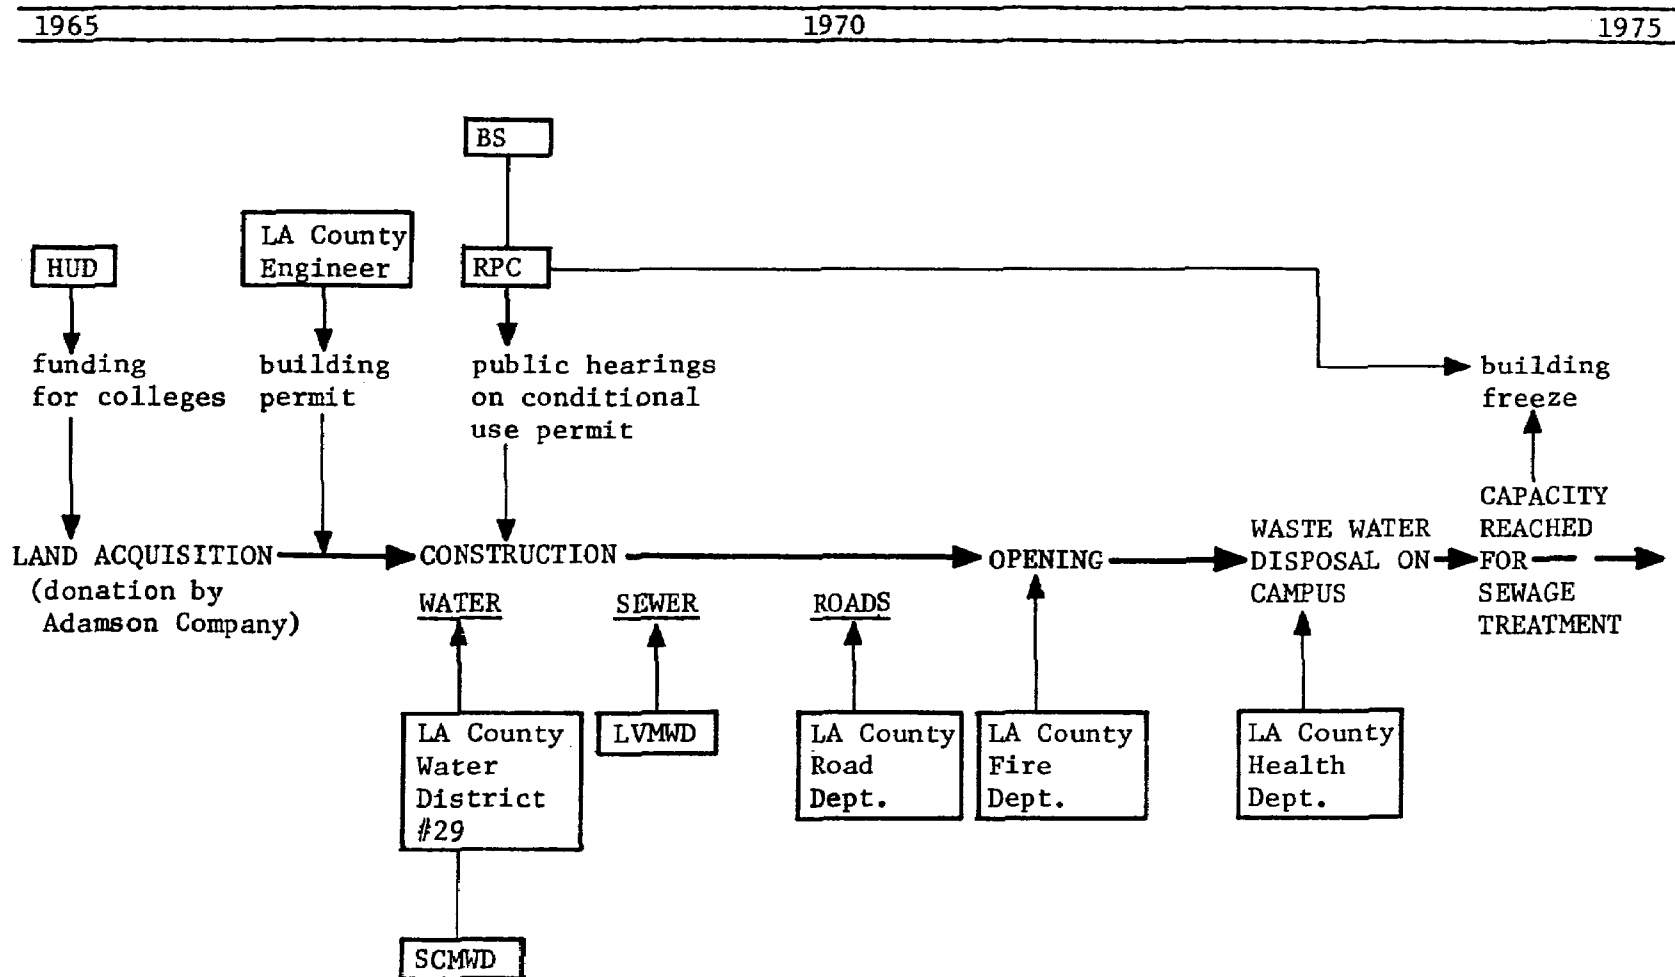 1965 1970 1975
BS
LA County
Engineer
HUD
RPC
funding
for colleges
building
permit
public hearings
on conditional
use permit
building
freeze
LAND ACQUISITION
(donation by
Adamson Company)
CONSTRUCTION
OPENING
WASTE WATER
DISPOSAL ON
CAMPUS
CAPACITY
REACHED
FOR
SEWAGE
TREATMENT
WATER
SEWER
ROADS
LA County
Water
District
#29
LVMWD
LA County
Road
Dept.
LA County
Fire
Dept.
LA County
Health
Dept.
SCMWD